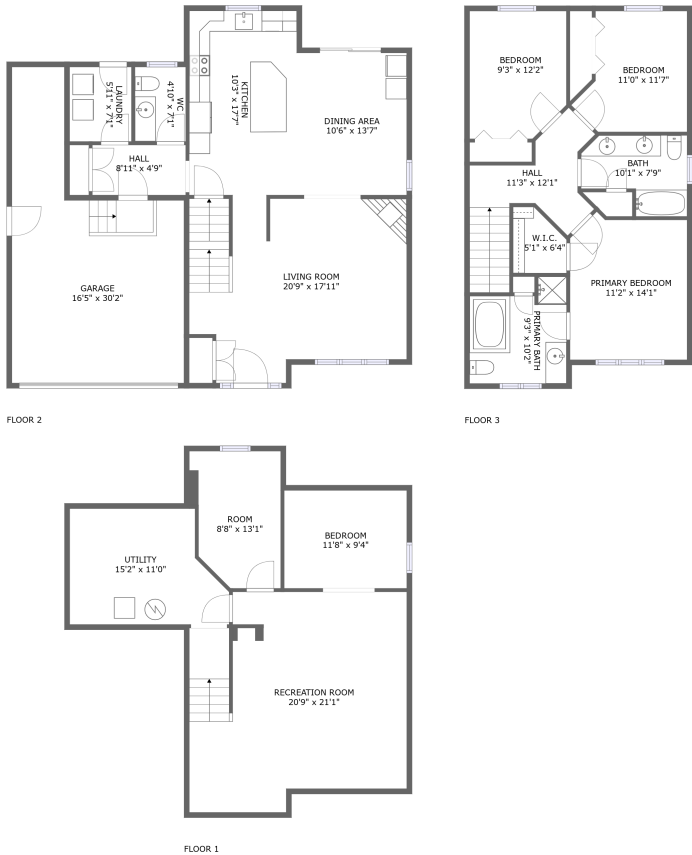 KITCHEN
10'3" x 17'7"
LAUNDRY
5'11" x 7'1"
WC
4'10" x 7'1"
DINING AREA
10'6" x 13'7"
HALL
8'11" x 4'9"
LIVING ROOM
20'9" x 17'11"
GARAGE
16'5" x 30'2"
FLOOR 2
BEDROOM
9'3" x 12'2"
BEDROOM
11'0" x 11'7"
BATH
10'1" x 7'9"
HALL
11'3" x 12'1"
W.I.C.
5'1" x 6'4"
PRIMARY BEDROOM
11'2" x 14'1"
PRIMARY BATH
9'3" x 10'2"
FLOOR 3
ROOM
8'8" x 13'1"
BEDROOM
11'8" x 9'4"
UTILITY
15'2" x 11'0"
RECREATION ROOM
20'9" x 21'1"
FLOOR 1